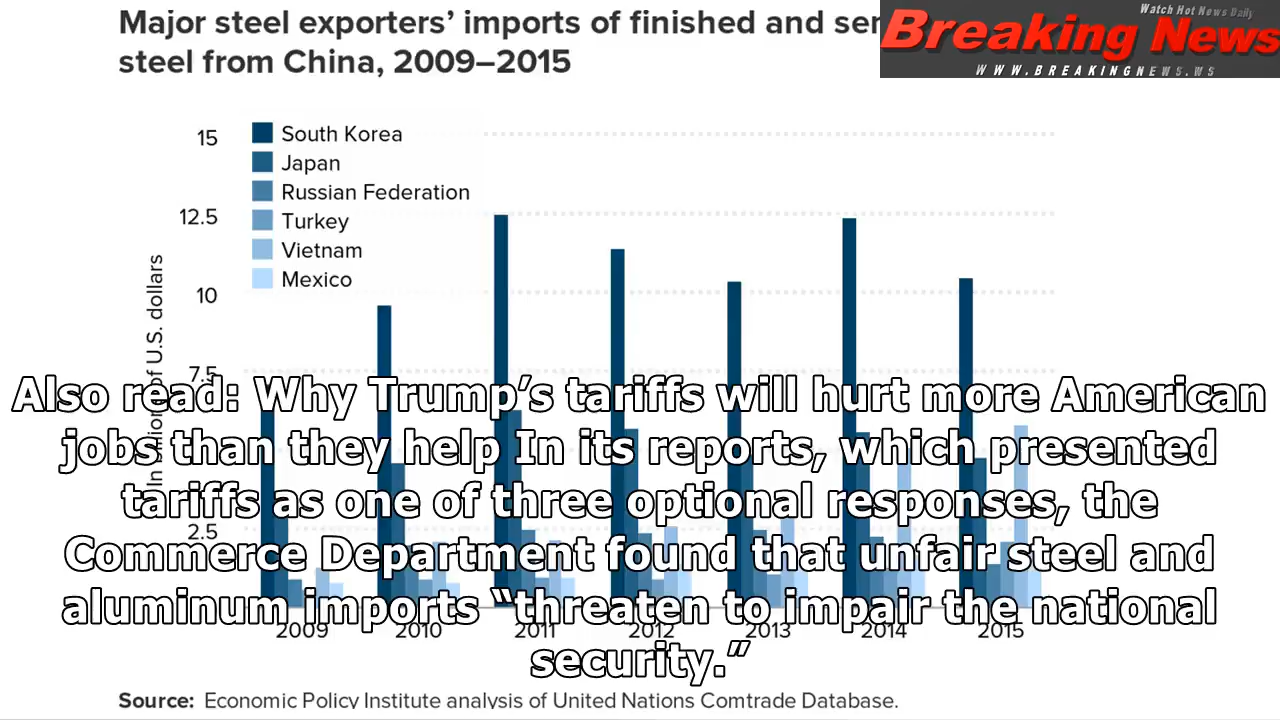 Major steel exporters’ imports of finished and
steel from China, 2009–2015
Watch Hot News Daily
Breaking News
WWW.BREAKINGNEWS.WS
15
12.5
10
7.5
2.5
South Korea
Japan
Russian Federation
Turkey
Vietnam
Mexico
of U.S. dollars
Also read: Why Trump’s tariffs will hurt more American
jobs than they help In its reports, which presented
tariffs as one of three optional responses, the
Commerce Department found that unfair steel and
aluminum imports “threaten to impair the national
security.”
2009
2010
2011
2012
2013
2014
2015
Source: Economic Policy Institute analysis of United Nations Comtrade Database.